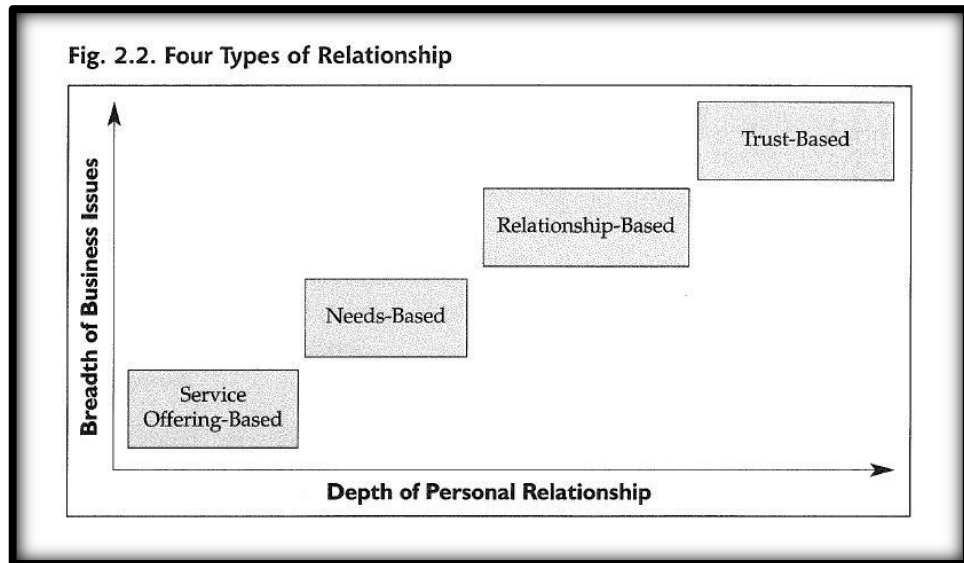 Fig. 2.2. Four Types of Relationship
Breadth of Business Issues
Trust-Based
Relationship-Based
Needs-Based
Service
Offering-Based
Depth of Personal Relationship